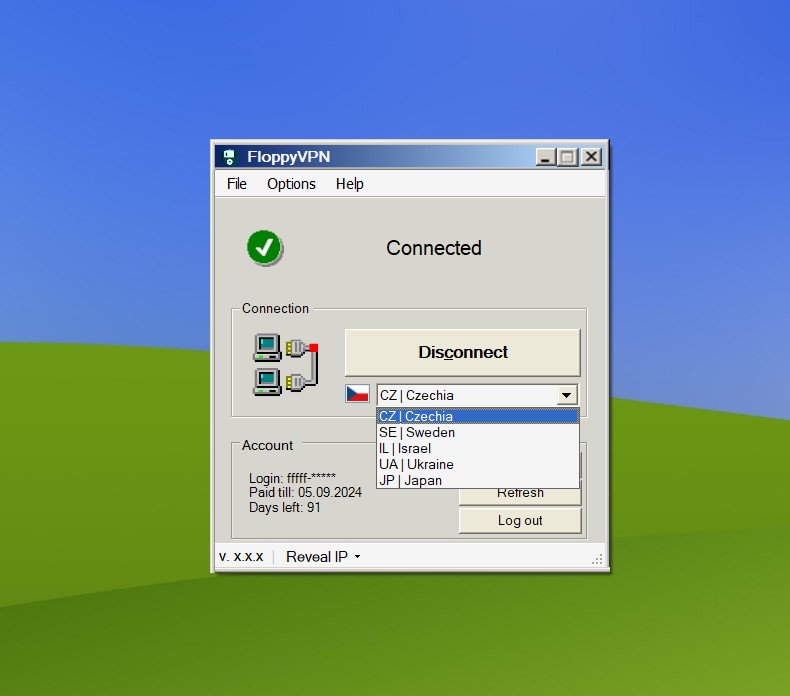 FloppyVPN
File Options Help
Connected
Connection
Disconnect
CZ | Czechia
CZ | Czechia
SE | Sweden
IL | Israel
UA | Ukraine
JP | Japan
Account
Login: fffff-*****
Paid till: 05.09.2024
Days left: 91
Refresh
Log out
v. x.x.x
Reveal IP